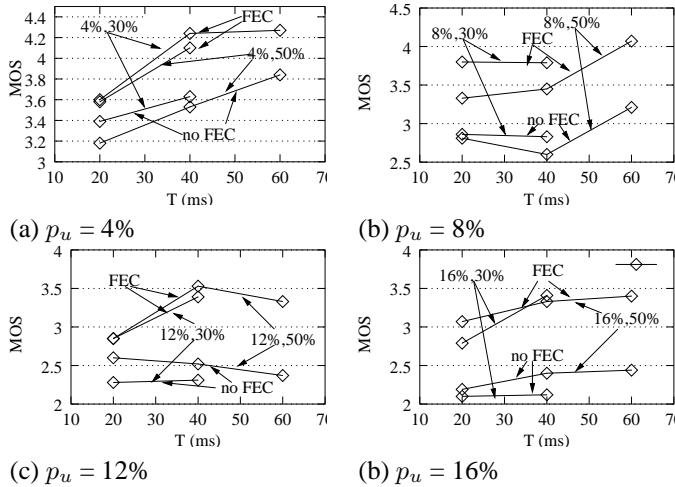 4.4
4.2
4
3.8
3.6
3.4
3.2
3
MOS
4%,30%
FEC
4%,50%
no FEC
10 20 30 40 50 60 70
T (ms)
(a) p_u = 4%
4.5
4
3.5
3
2.5
MOS
8%,30%
FEC
8%,50%
no FEC
10 20 30 40 50 60 70
T (ms)
(b) p_u = 8%
4
3.5
3
2.5
2
MOS
FEC
12%,30%
12%,50%
no FEC
10 20 30 40 50 60 70
T (ms)
(c) p_u = 12%
4
3.5
3
2.5
2
MOS
16%,30%
FEC
16%,50%
no FEC
10 20 30 40 50 60 70
T (ms)
(b) p_u = 16%